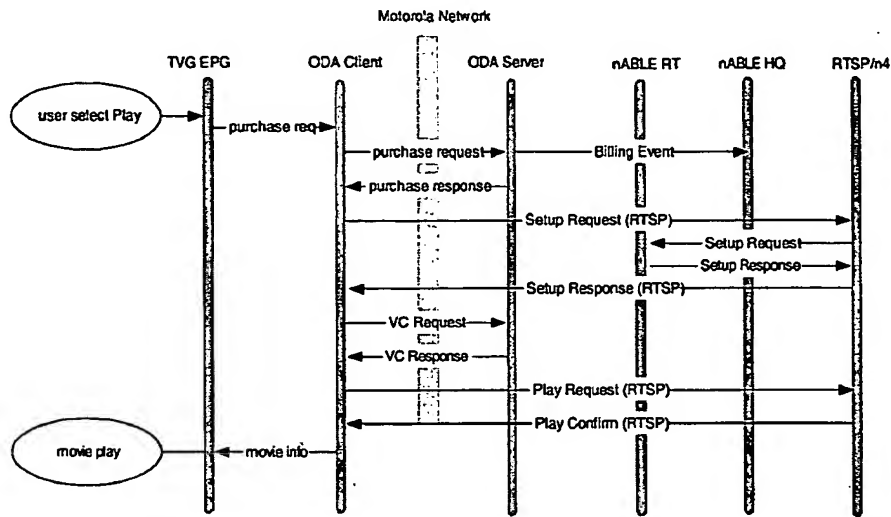 Motorola Network
TVG EPG
ODA Client
ODA Server
nABLE RT
nABLE HQ
RTSP/n4
user select Play
purchase req
purchase request
Billing Event
purchase response
Setup Request (RTSP)
Setup Request
Setup Response
Setup Response (RTSP)
VC Request
VC Response
Play Request (RTSP)
Play Confirm (RTSP)
movie play
movie info